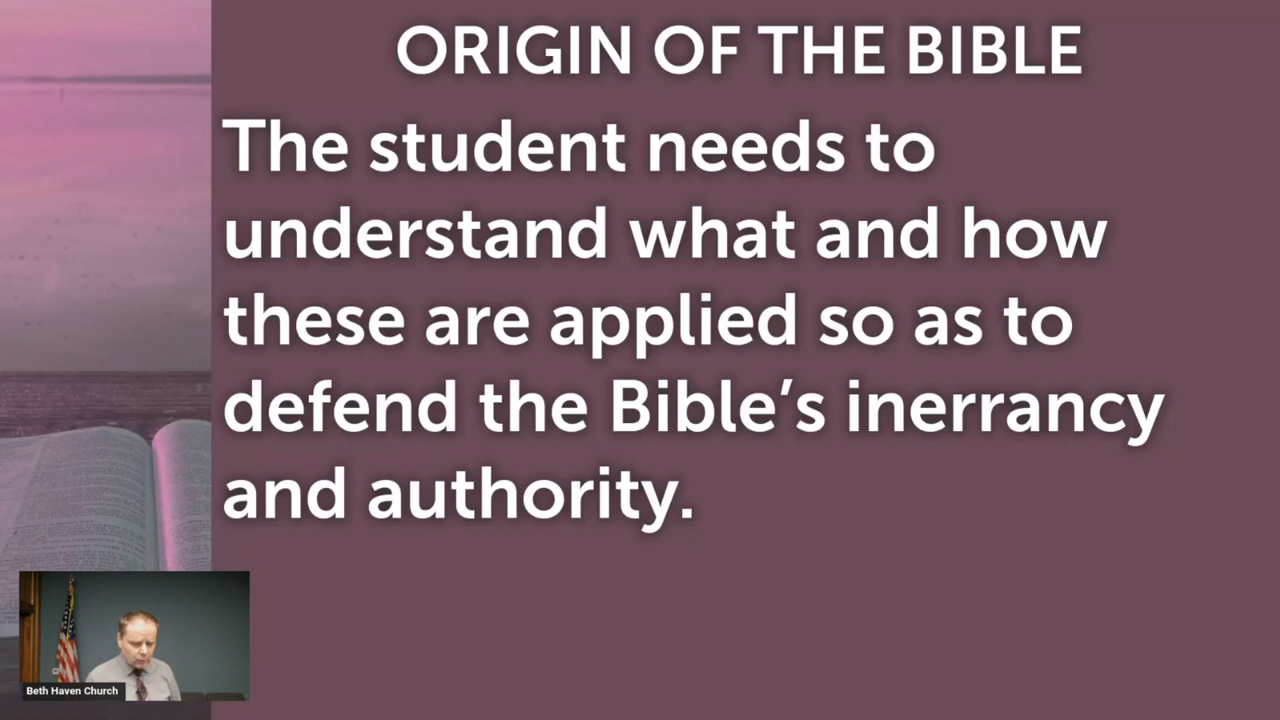 ORIGIN OF THE BIBLE
The student needs to
understand what and how
these are applied so as to
defend the Bible’s inerrancy
and authority.
Beth Haven Church